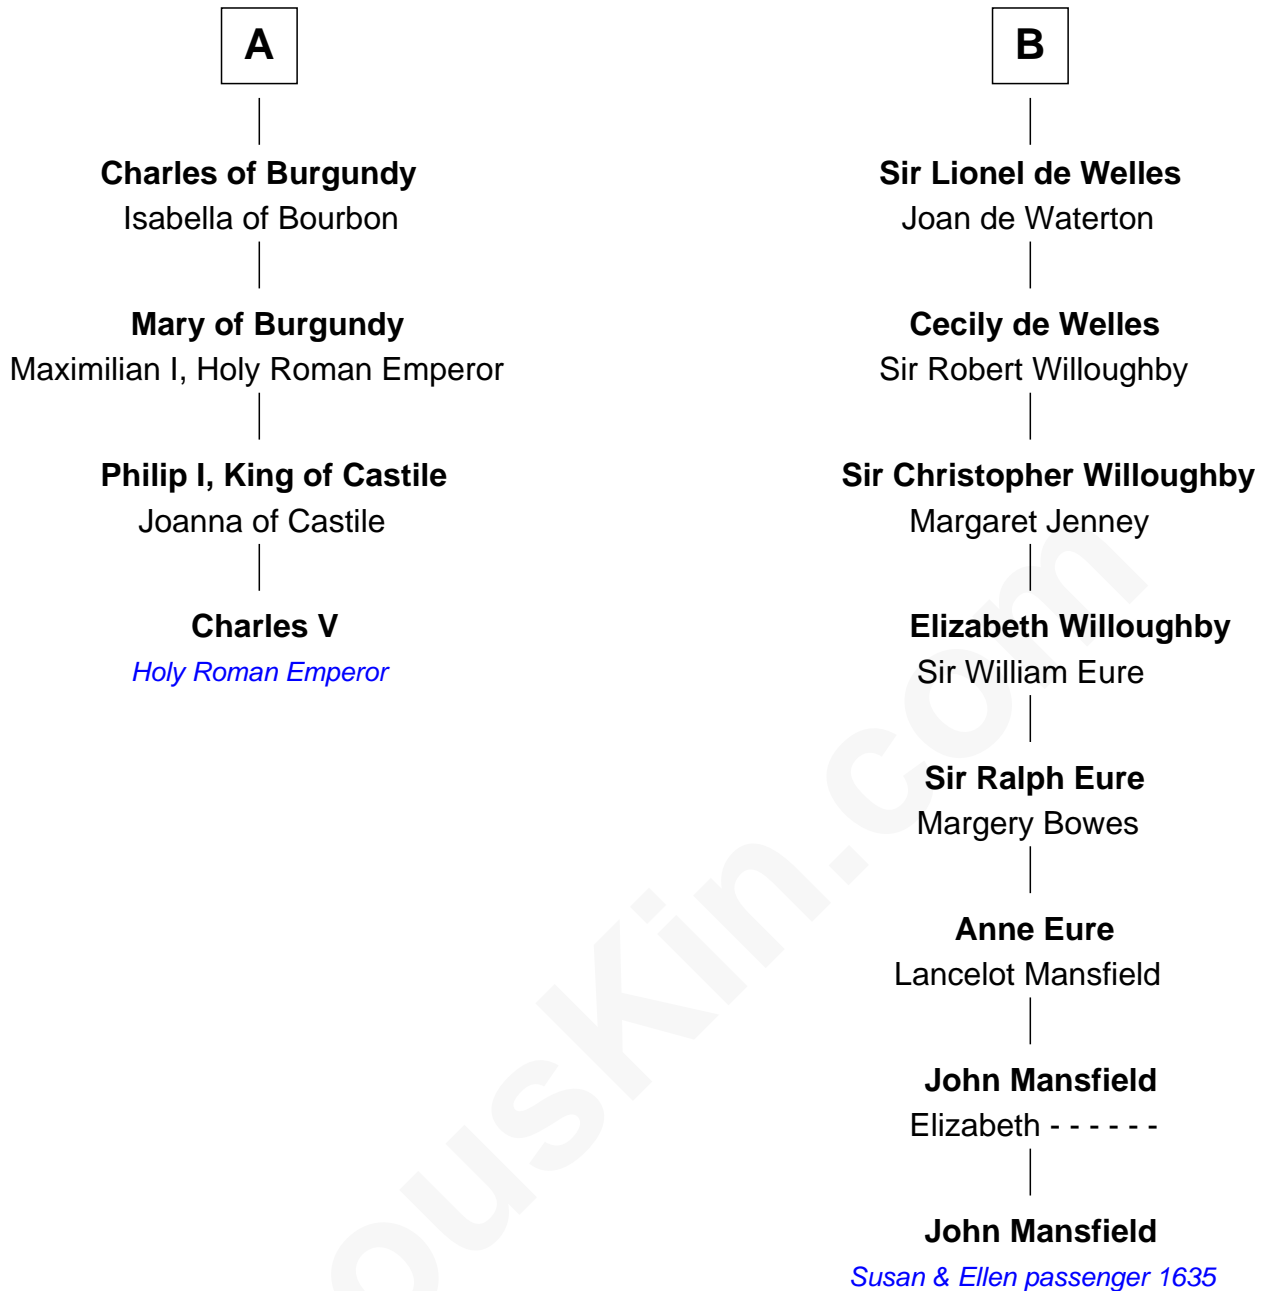 A
Charles of Burgundy
Isabella of Bourbon
Mary of Burgundy
Maximilian I, Holy Roman Emperor
Philip I, King of Castile
Joanna of Castile
Charles V
Holy Roman Emperor
B
Sir Lionel de Welles
Joan de Waterton
Cecily de Welles
Sir Robert Willoughby
Sir Christopher Willoughby
Margaret Jenney
Elizabeth Willoughby
Sir William Eure
Sir Ralph Eure
Margery Bowes
Anne Eure
Lancelot Mansfield
John Mansfield
Elizabeth - - - - - -
John Mansfield
Susan & Ellen passenger 1635
ousKin.com